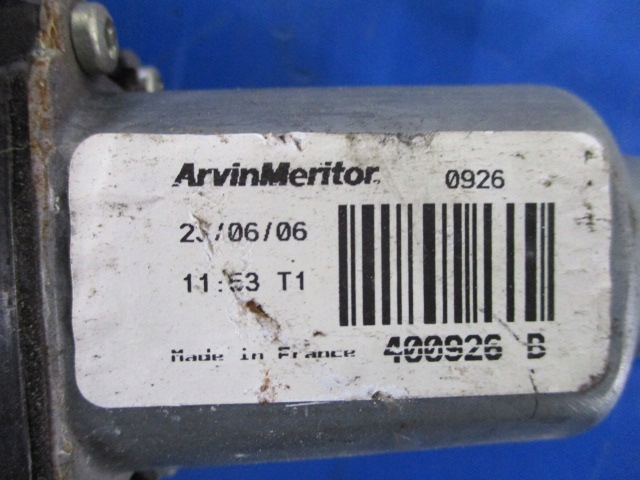 ArvinMeritor 0926
/06/06
11:53 T1
Made in France 400926 B